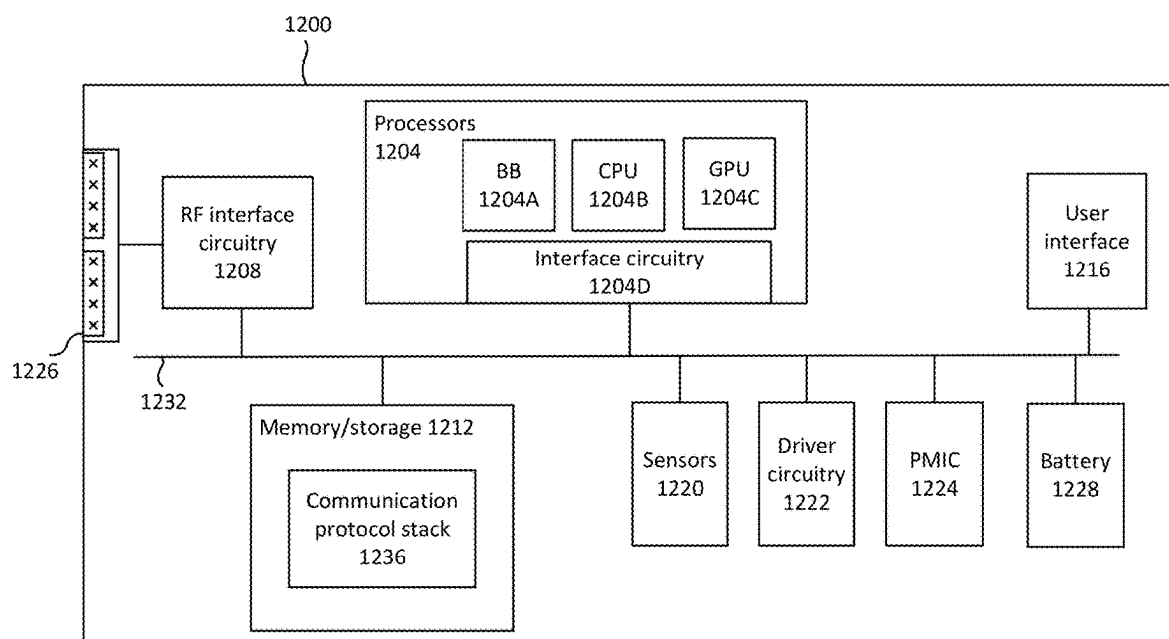 1200
Processors
1204
BB
1204A
CPU
1204B
GPU
1204C
Interface circuitry
1204D
RF interface
circuitry
1208
User
interface
1216
1226
1232
Memory/storage 1212
Communication
protocol stack
1236
Sensors
1220
Driver
circuitry
1222
PMIC
1224
Battery
1228